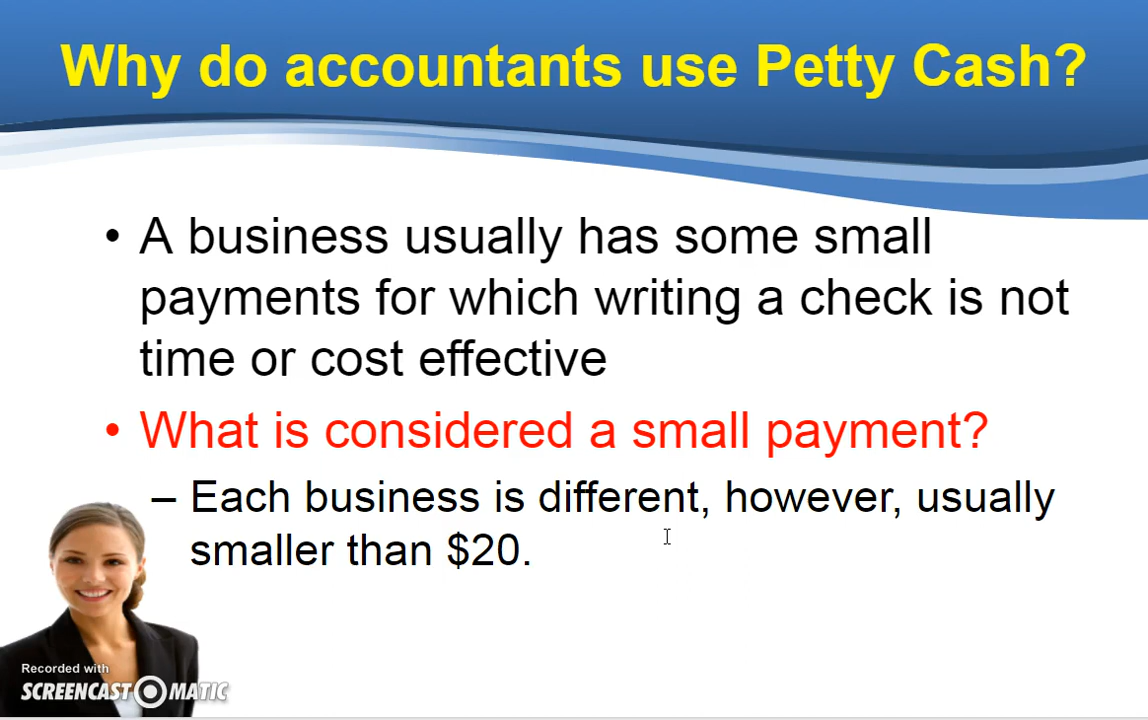 Why do accountants use Petty Cash?
• A business usually has some small
payments for which writing a check is not
time or cost effective
• What is considered a small payment?
– Each business is different, however, usually
smaller than $20.
Recorded with
SCREENCAST O MATIC